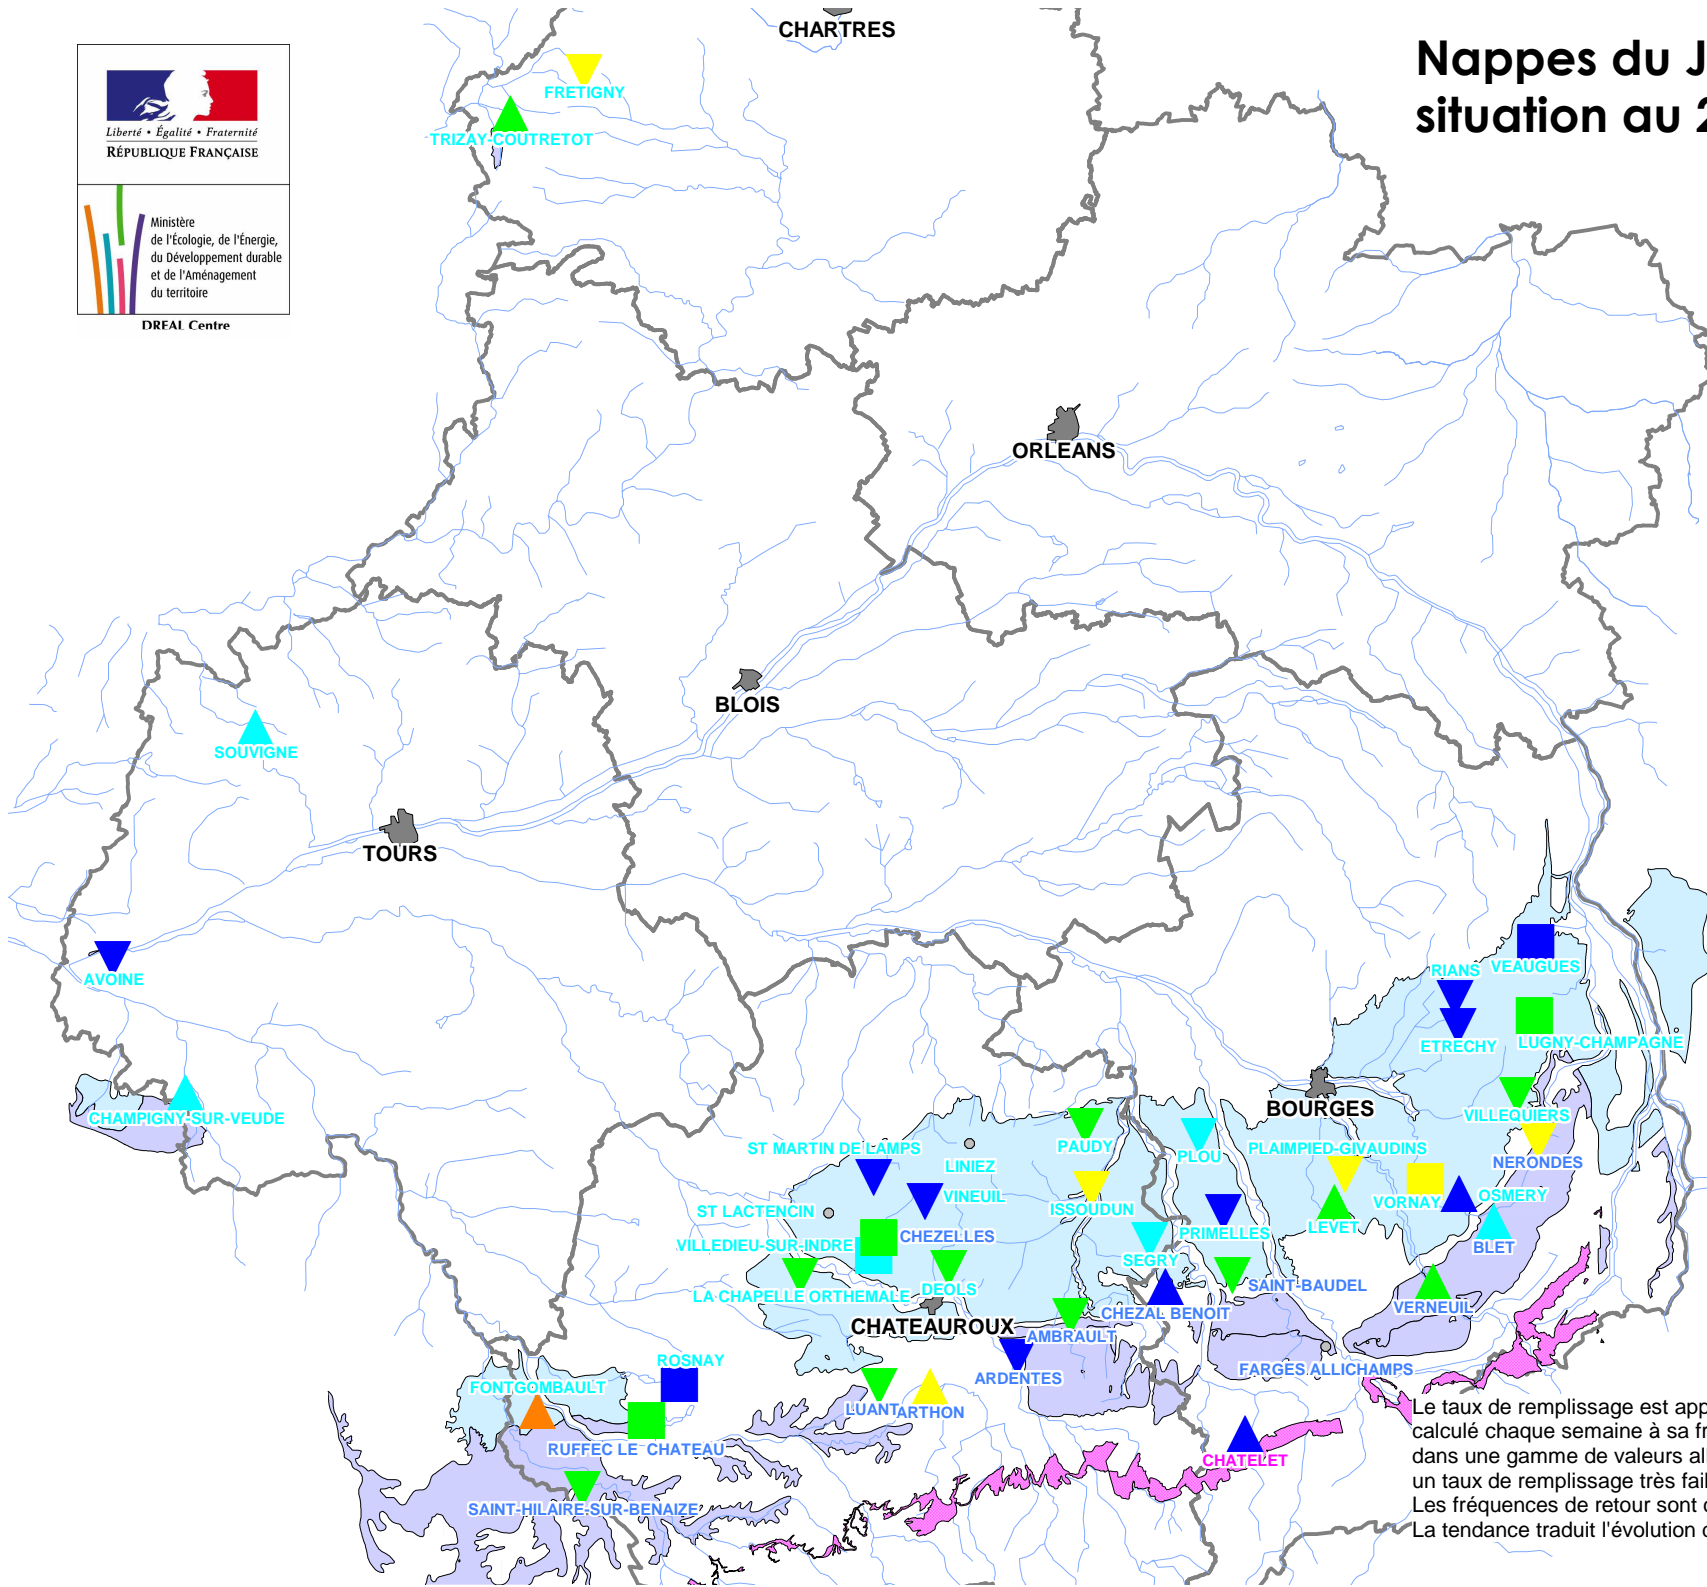 CHARTRES
Nappes du J
situation au 2
FRETIGNY
TRIZAY-COUTRETOT
Liberté • Égalité • Fraternité
RÉPUBLIQUE FRANÇAISE
Ministère
de l'Écologie, de l'Énergie,
du Développement durable
et de l'Aménagement
du territoire
DREAL Centre
ORLEANS
BLOIS
SOUVIGNE
TOURS
AVOINE
RIANS
VEAUGUES
ETRECHY
LUGNY-CHAMPAGNE
CHAMPIGNY-SUR-VEUDE
BOURGES
VILLEQUIERS
ST MARTIN DE LAMPS
LINIEZ
PAUDY
PLOU
PLAIMPIED-GIVAUDINS
NERONDES
VINEUIL
ST LACTENCIN
ISSOUDUN
VORNAY
OSMERY
CHEZELLES
PRIMELLES
LEVET
VILLEDIEU-SUR-INDRE
SEGRY
BLET
LA CHAPELLE ORTHEMALE
DEOLS
SAINT-BAUDEL
CHEZAL BENOIT
VERNEUIL
CHATEAUROUX
AMBRAULT
ROSNAY
ARDENTES
FARGES ALLICHAMPS
FONTGOMBAULT
LUANT
ARTHON
RUFFEC LE CHATEAU
CHATELET
SAINT-HILAIRE-SUR-BENAIZE
Le taux de remplissage est app
calculé chaque semaine à sa fr
dans une gamme de valeurs al
un taux de remplissage très fail
Les fréquences de retour sont c
La tendance traduit l'évolution c